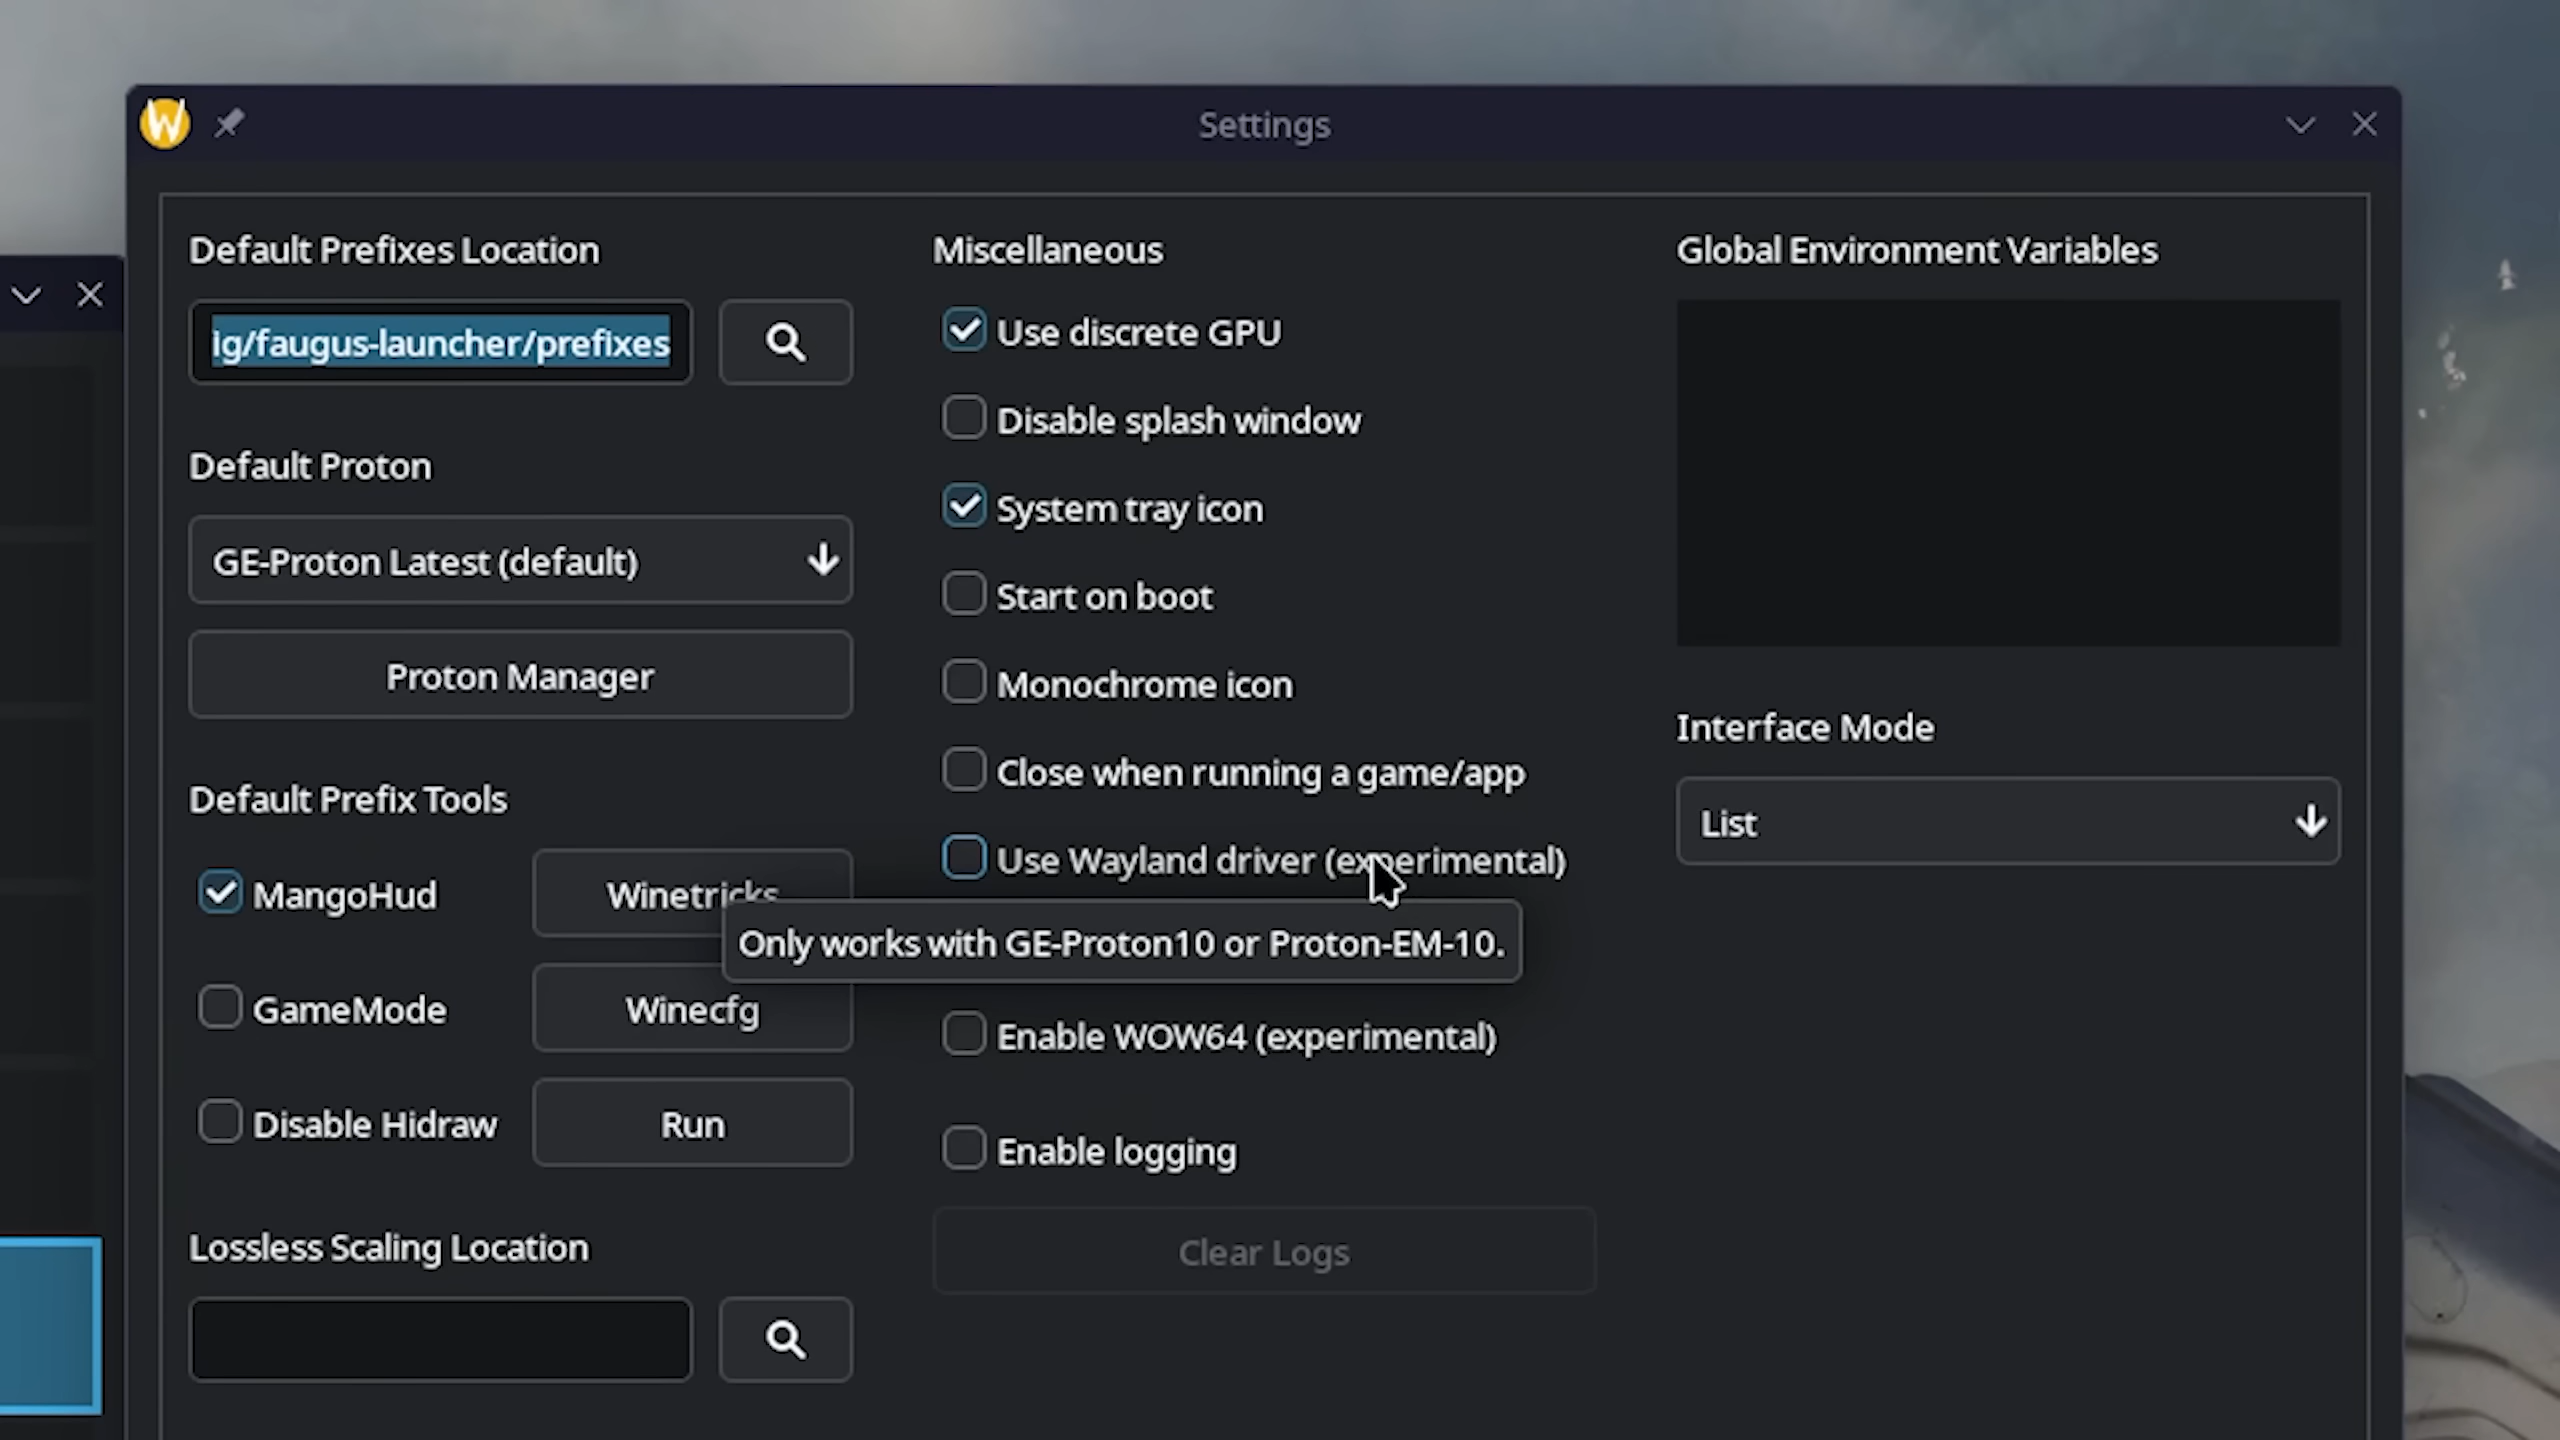 Settings
Default Prefixes Location
ig/faugus-launcher/prefixes
Default Proton
GE-Proton Latest (default)
Proton Manager
Default Prefix Tools
MangoHud
Winetricks
GameMode
Winecfg
Disable Hidraw
Run
Lossless Scaling Location
Miscellaneous
Use discrete GPU
Disable splash window
System tray icon
Start on boot
Monochrome icon
Close when running a game/app
Use Wayland driver (experimental)
Only works with GE-Proton10 or Proton-EM-10.
Enable WOW64 (experimental)
Enable logging
Clear Logs
Global Environment Variables
Interface Mode
List